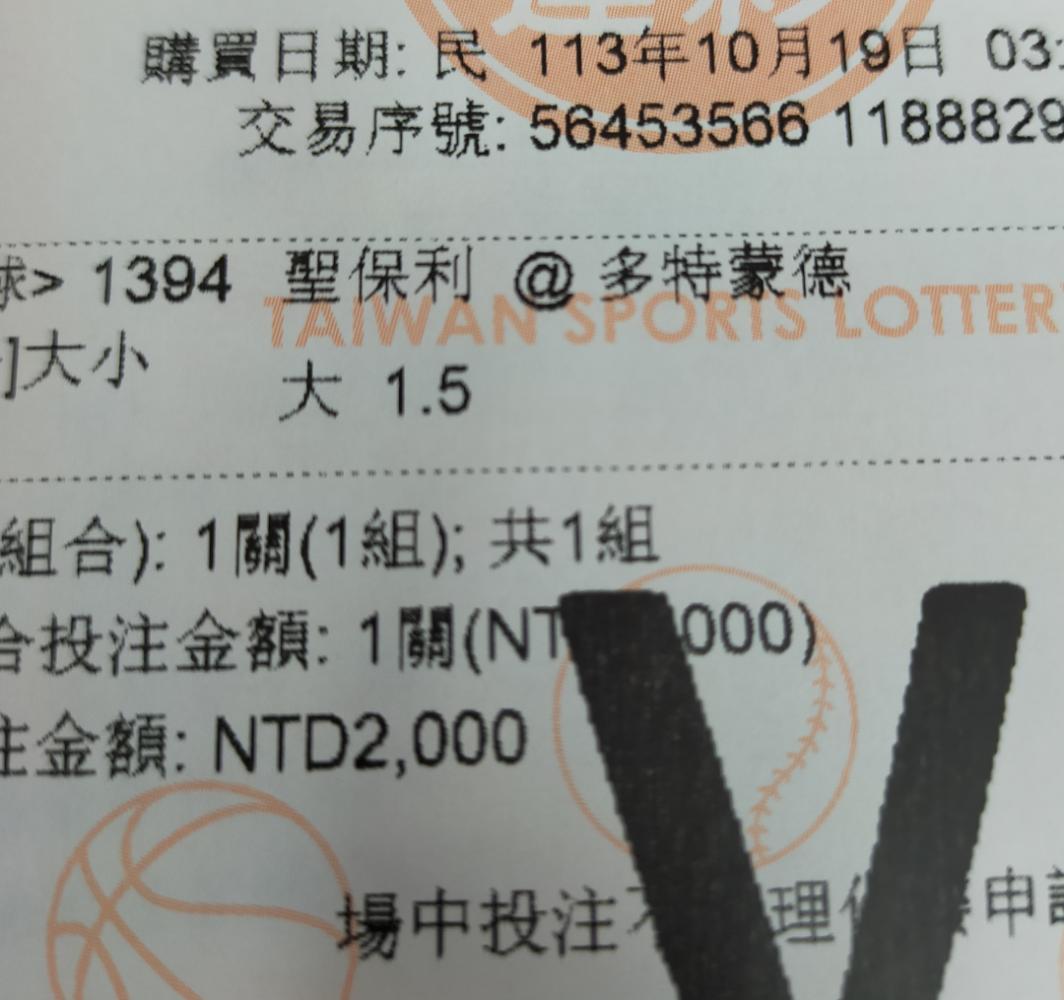 購買日期: 民 113年10月19日 03:
交易序號: 56453566 1188829
球> 1394 聖保利 @ 多特蒙德
TAIWAN SPORTS LOTTERY
大小
大 1.5
組合): 1關(1組); 共1組
合投注金額: 1關(NT 000)
注金額: NTD2,000
場中投注 理 申
V